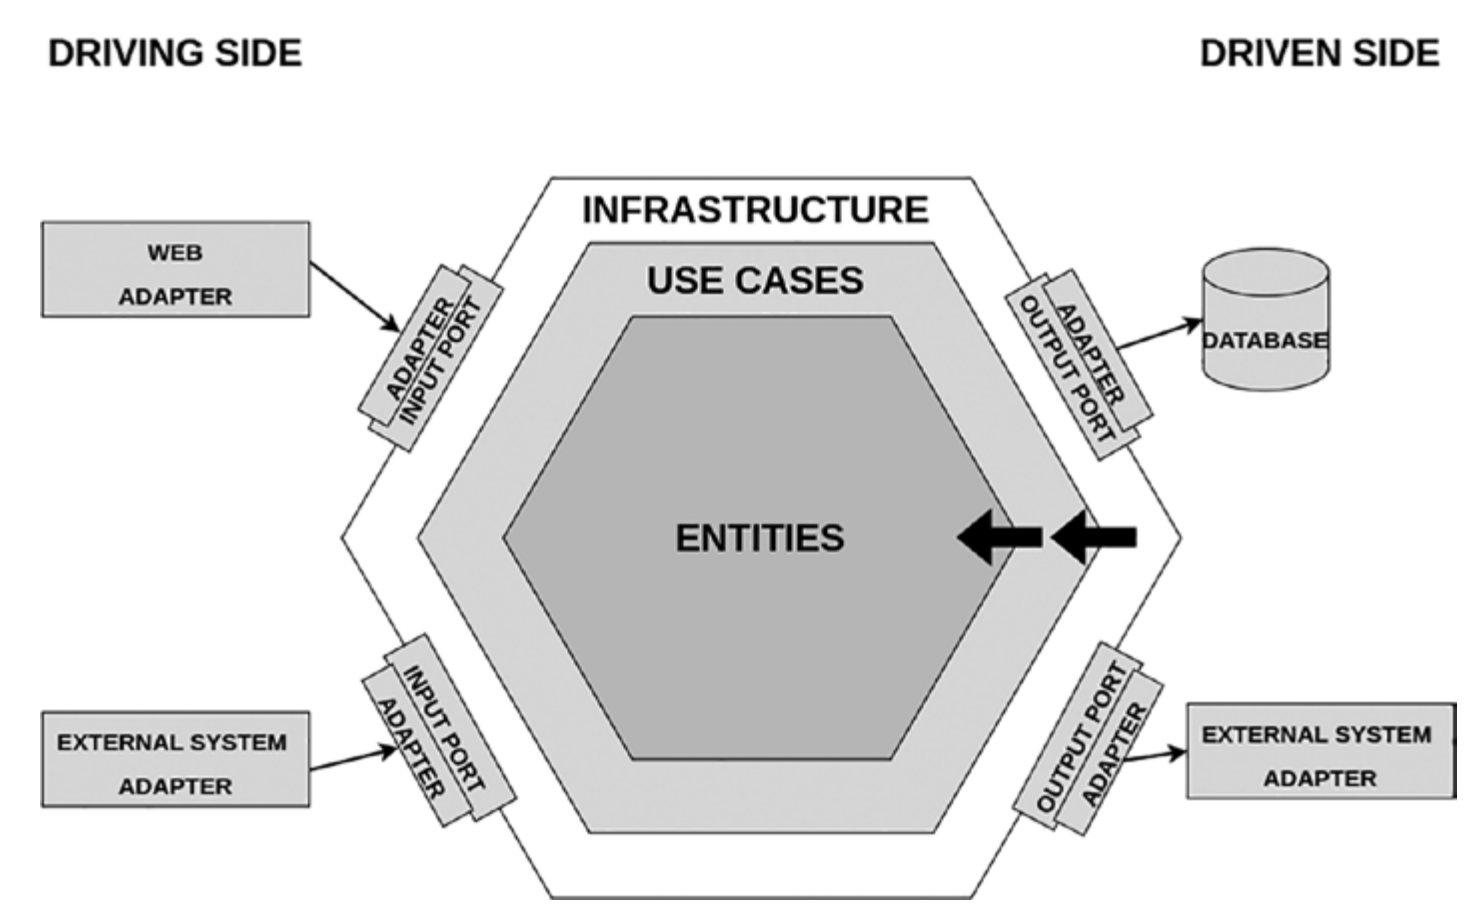 DRIVING SIDE
DRIVEN SIDE
INFRASTRUCTURE
USE CASES
ENTITIES
WEB
ADAPTER
ADAPTER
INPUT PORT
OUTPUT PORT
ADAPTER
DATABASE
EXTERNAL SYSTEM
ADAPTER
INPUT PORT
ADAPTER
OUTPUT PORT
ADAPTER
EXTERNAL SYSTEM
ADAPTER